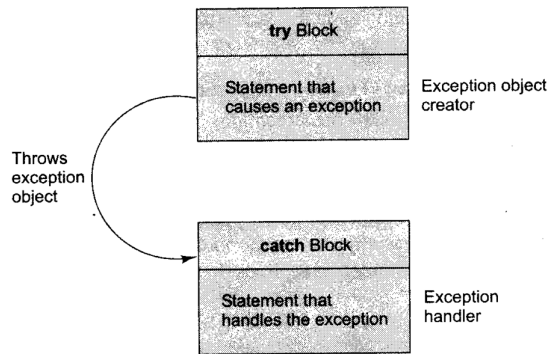 try Block
Statement that
causes an exception
Exception object
creator
Throws
exception
object
catch Block
Statement that
handles the exception
Exception
handler